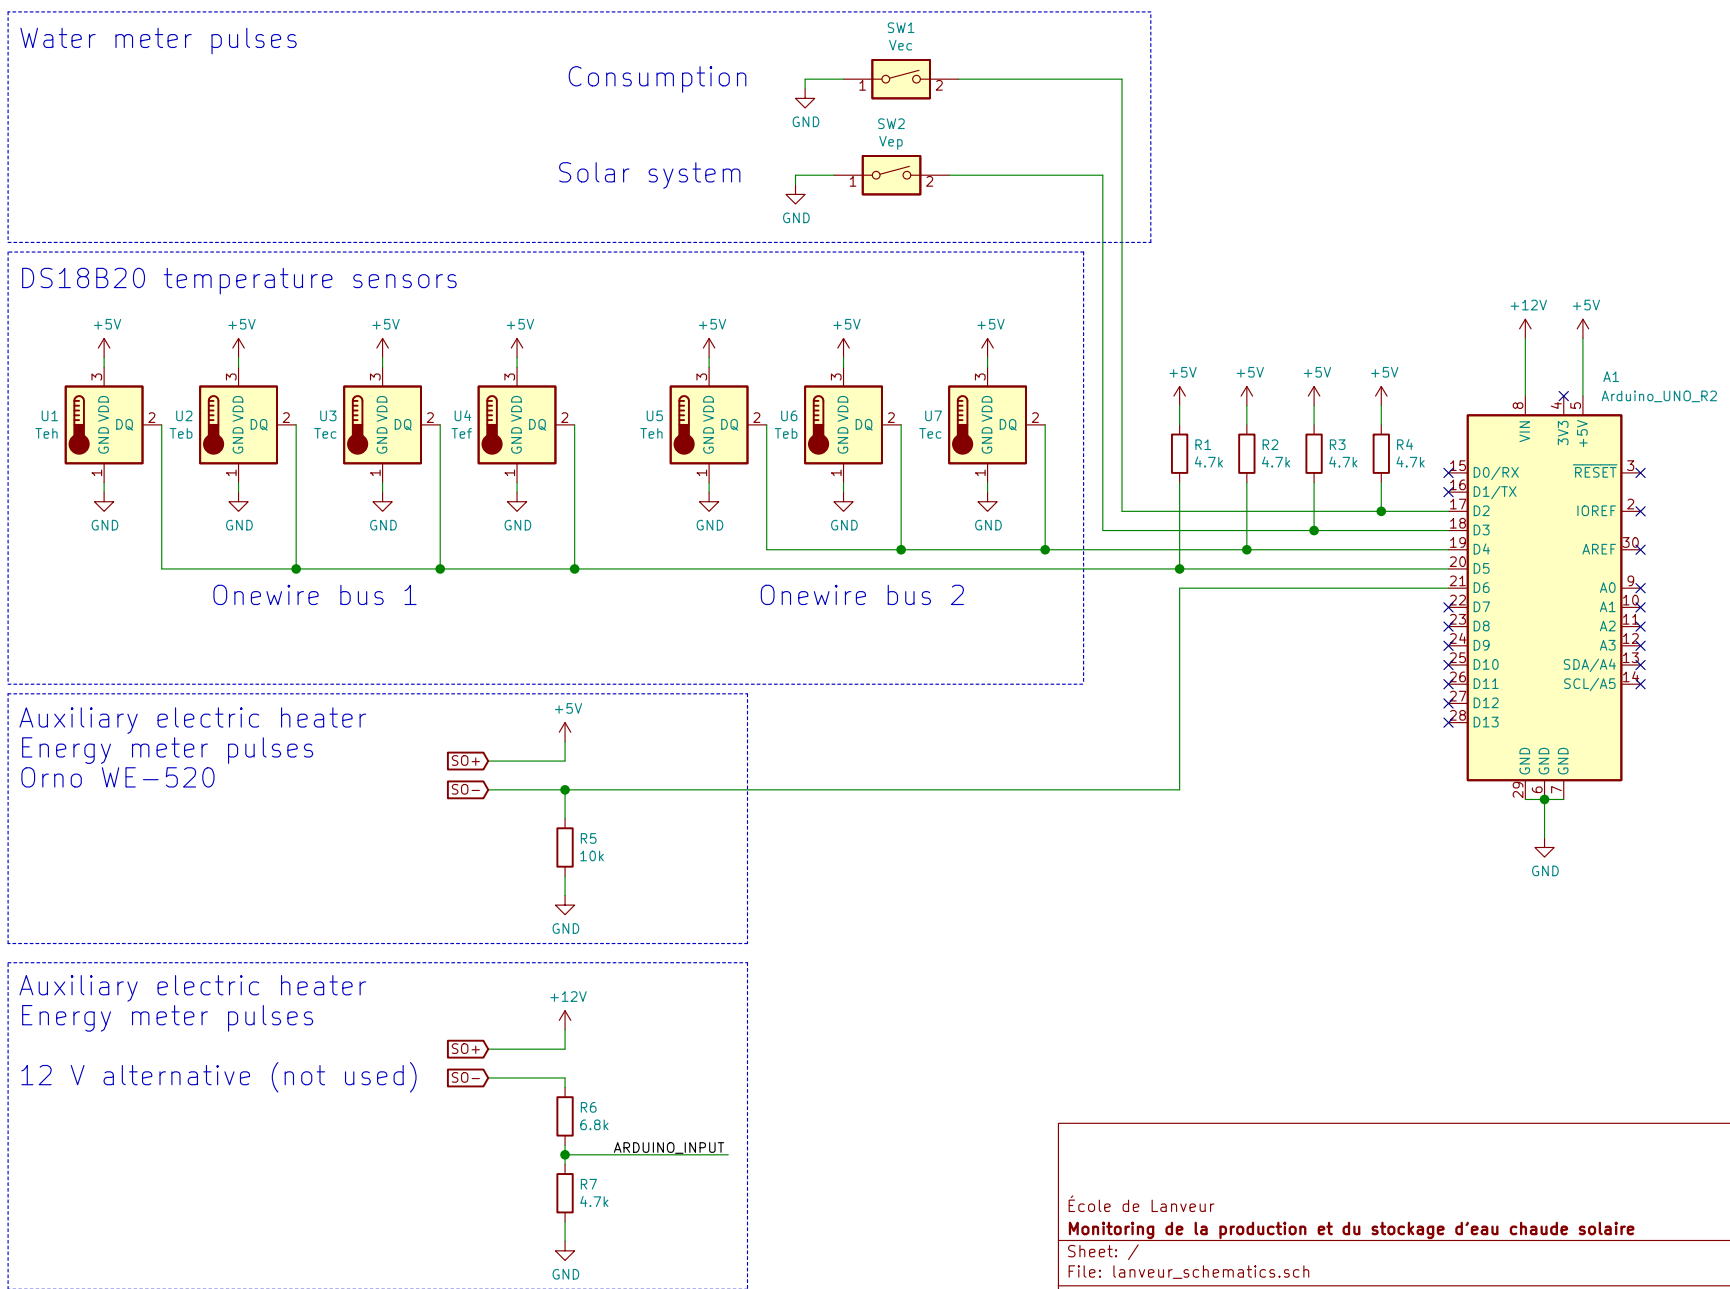 Water meter pulses
SW1
Vec
Consumption
1
2
GND
SW2
Vep
Solar system
1
2
GND
DS18B20 temperature sensors
+5V +5V +5V +5V +5V +5V +5V
3 3 3 3 3 3 3
U1
Teh
GND VDD
DQ
2
U2
Teb
GND VDD
DQ
2
U3
Tec
GND VDD
DQ
2
U4
Tef
GND VDD
DQ
2
U5
Teh
GND VDD
DQ
2
U6
Teb
GND VDD
DQ
2
U7
Tec
GND VDD
DQ
2
1 1 1 1 1 1 1
GND GND GND GND GND GND GND
Onewire bus 1
Onewire bus 2
+5V +5V +5V +5V
R1
4.7k
R2
4.7k
R3
4.7k
R4
4.7k
+12V +5V
A1
Arduino_UNO_R2
8 4 5
VIN 3V3 +5V
15 D0/RX
16 D1/TX
17 D2
18 D3
19 D4
20 D5
21 D6
22 D7
23 D8
24 D9
25 D10
26 D11
27 D12
28 D13
RESET 3
IOREF 2
AREF 30
A0 9
A1 10
A2 11
A3 12
SDA/A4 13
SCL/A5 14
GND GND GND
29 6 7
GND
Auxiliary electric heater
Energy meter pulses
Orno WE-520
+5V
SO+
SO-
R5
10k
GND
Auxiliary electric heater
Energy meter pulses
12 V alternative (not used)
+12V
SO+
SO-
R6
6.8k
ARDUINO_INPUT
R7
4.7k
GND
École de Lanveur
Monitoring de la production et du stockage d'eau chaude solaire
Sheet: /
File: lanveur_schematics.sch